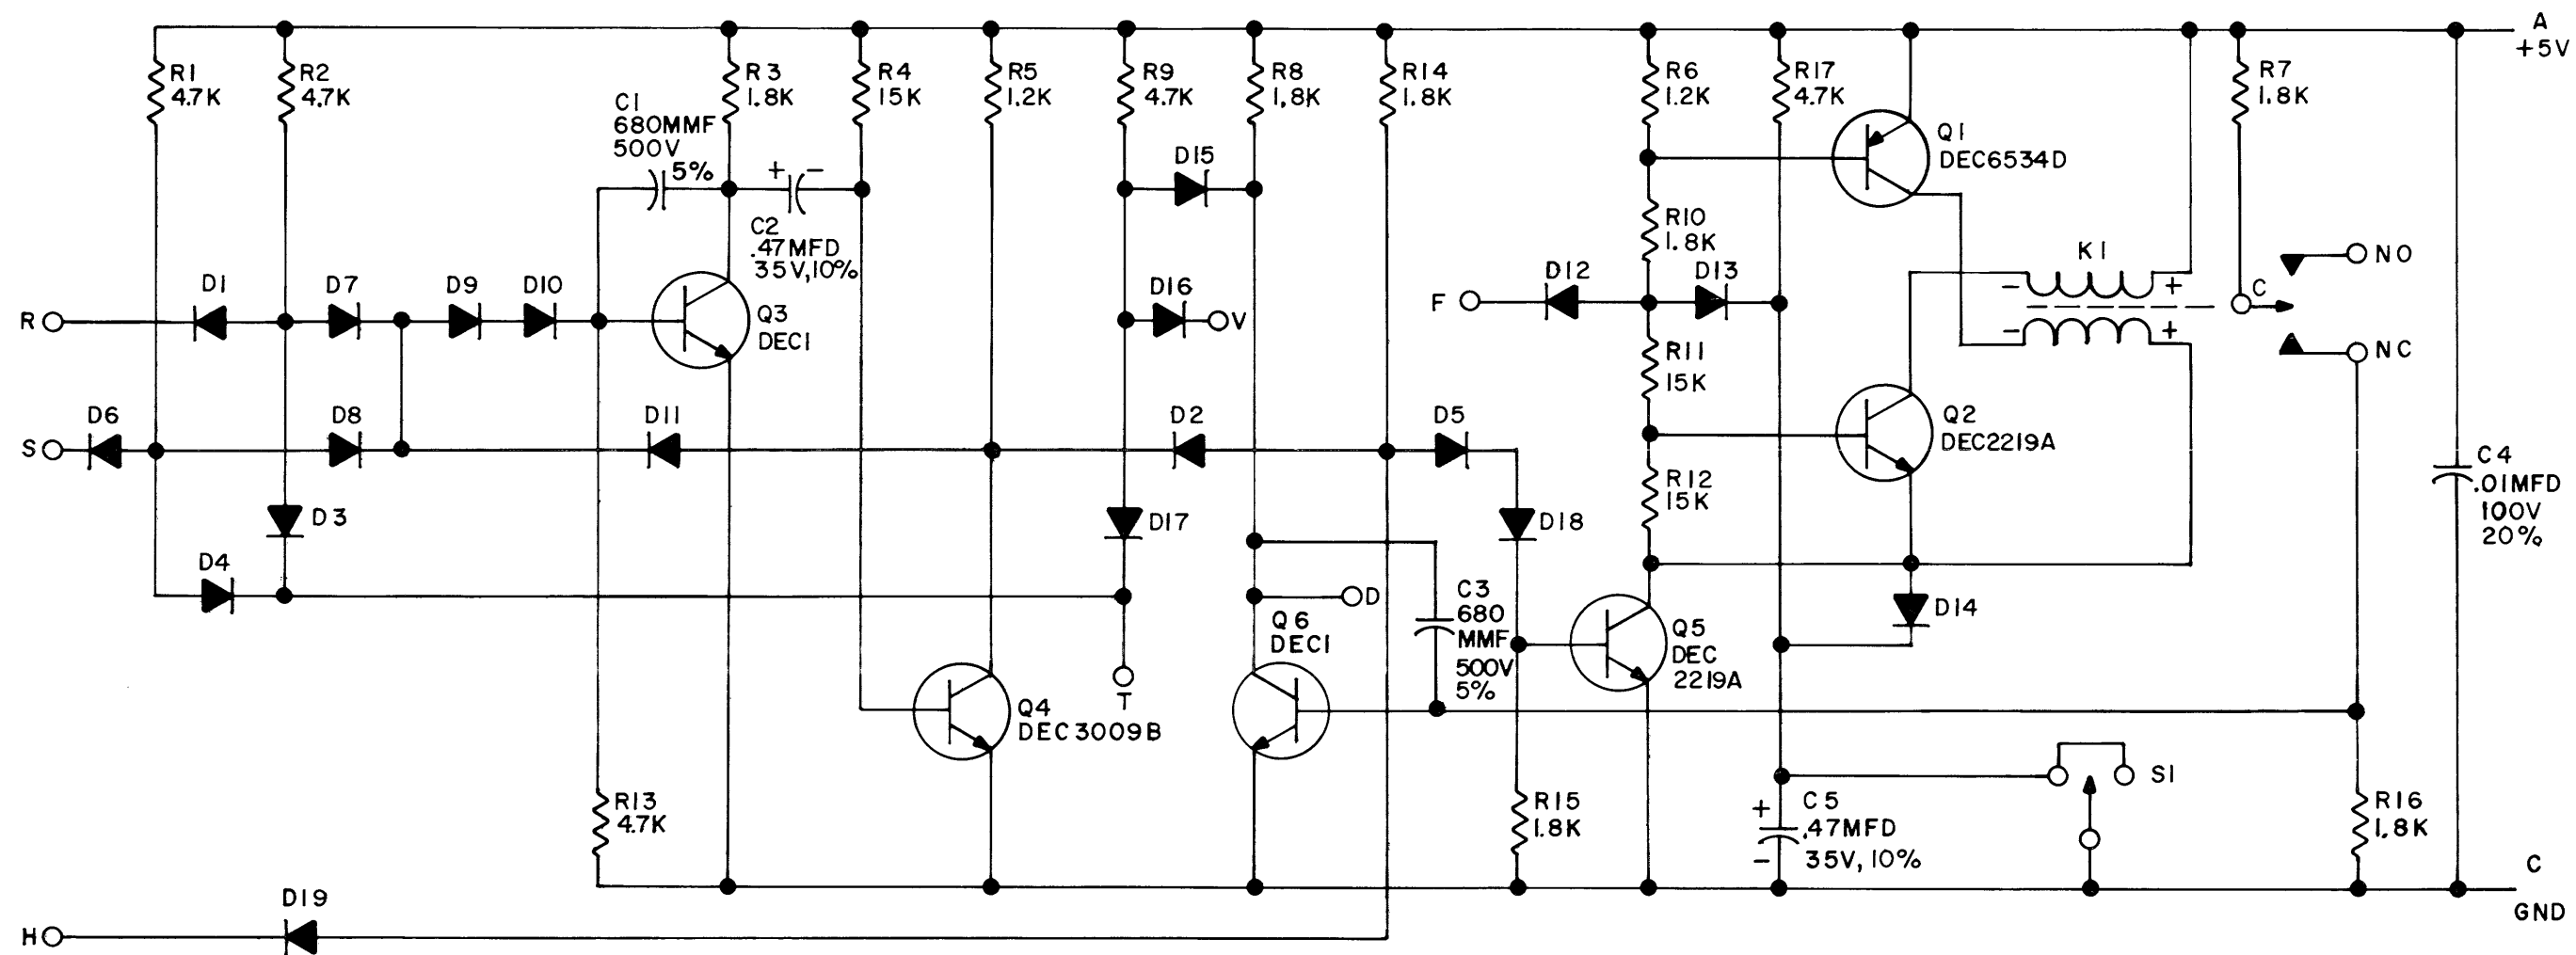 A
+5V
R1
4.7K
R2
4.7K
C1
680MMF
500V
5%
R3
1.8K
R4
15K
R5
1.2K
R9
4.7K
R8
1,8K
R14
1.8K
R6
1.2K
R17
4.7K
Q1
DEC6534D
R7
1.8K
D15
+
-
C2
.47MFD
35V,10%
R10
1.8K
D1
D7
D9
D10
R
Q3
DEC1
D16
V
F
D12
D13
K1
-
+
-
+
C
NO
NC
R11
15K
D6
S
D8
D11
D2
D5
Q2
DEC2219A
R12
15K
C4
.01MFD
100V
20%
D3
D17
D18
D4
D
Q6
DEC1
C3
680
MMF
500V
5%
D14
Q5
DEC
2219A
T
Q4
DEC3009B
R13
4.7K
R15
1.8K
+
C5
.47MFD
35V,10%
-
S1
R16
1,8K
C
GND
D19
H